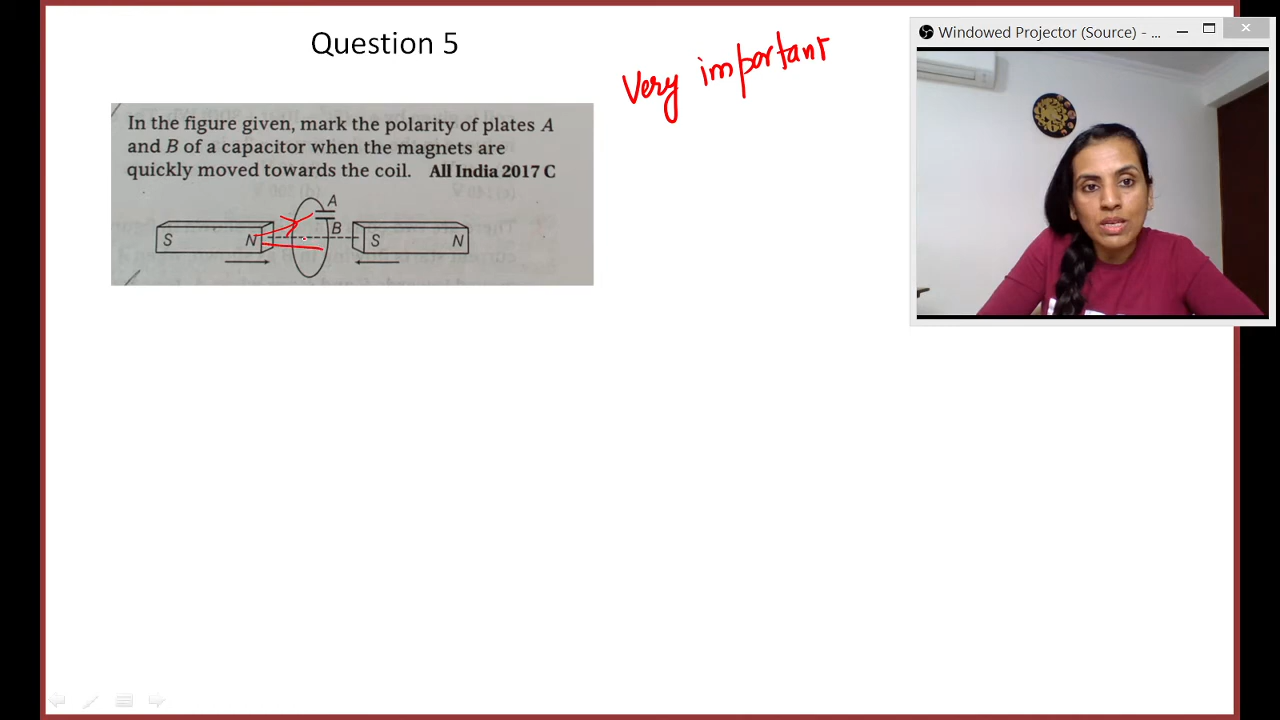 Question 5
Very important
Windowed Projector (Source) - ...
In the figure given, mark the polarity of plates A
and B of a capacitor when the magnets are
quickly moved towards the coil. All India 2017 C
A
B
S N S N